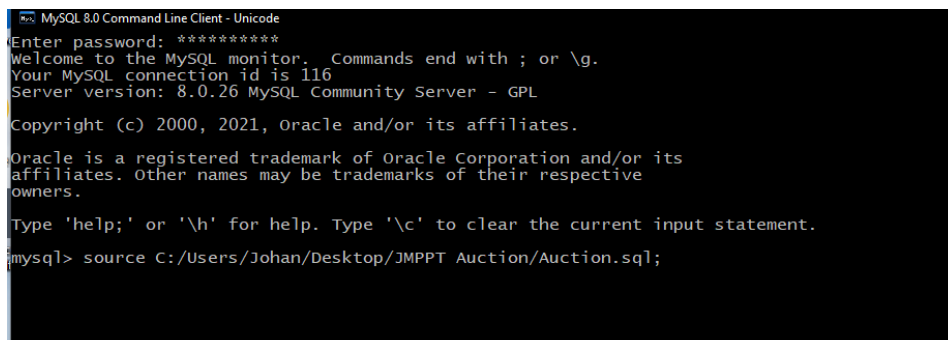 MySQL 8.0 Command Line Client - Unicode
Enter password: **********
Welcome to the MySQL monitor.  Commands end with ; or \g.
Your MySQL connection id is 116
Server version: 8.0.26 MySQL Community Server - GPL
Copyright (c) 2000, 2021, Oracle and/or its affiliates.
Oracle is a registered trademark of Oracle Corporation and/or its
affiliates. Other names may be trademarks of their respective
owners.
Type 'help;' or '\h' for help. Type '\c' to clear the current input statement.
mysql> source C:/Users/Johan/Desktop/JMPPT Auction/Auction.sql;